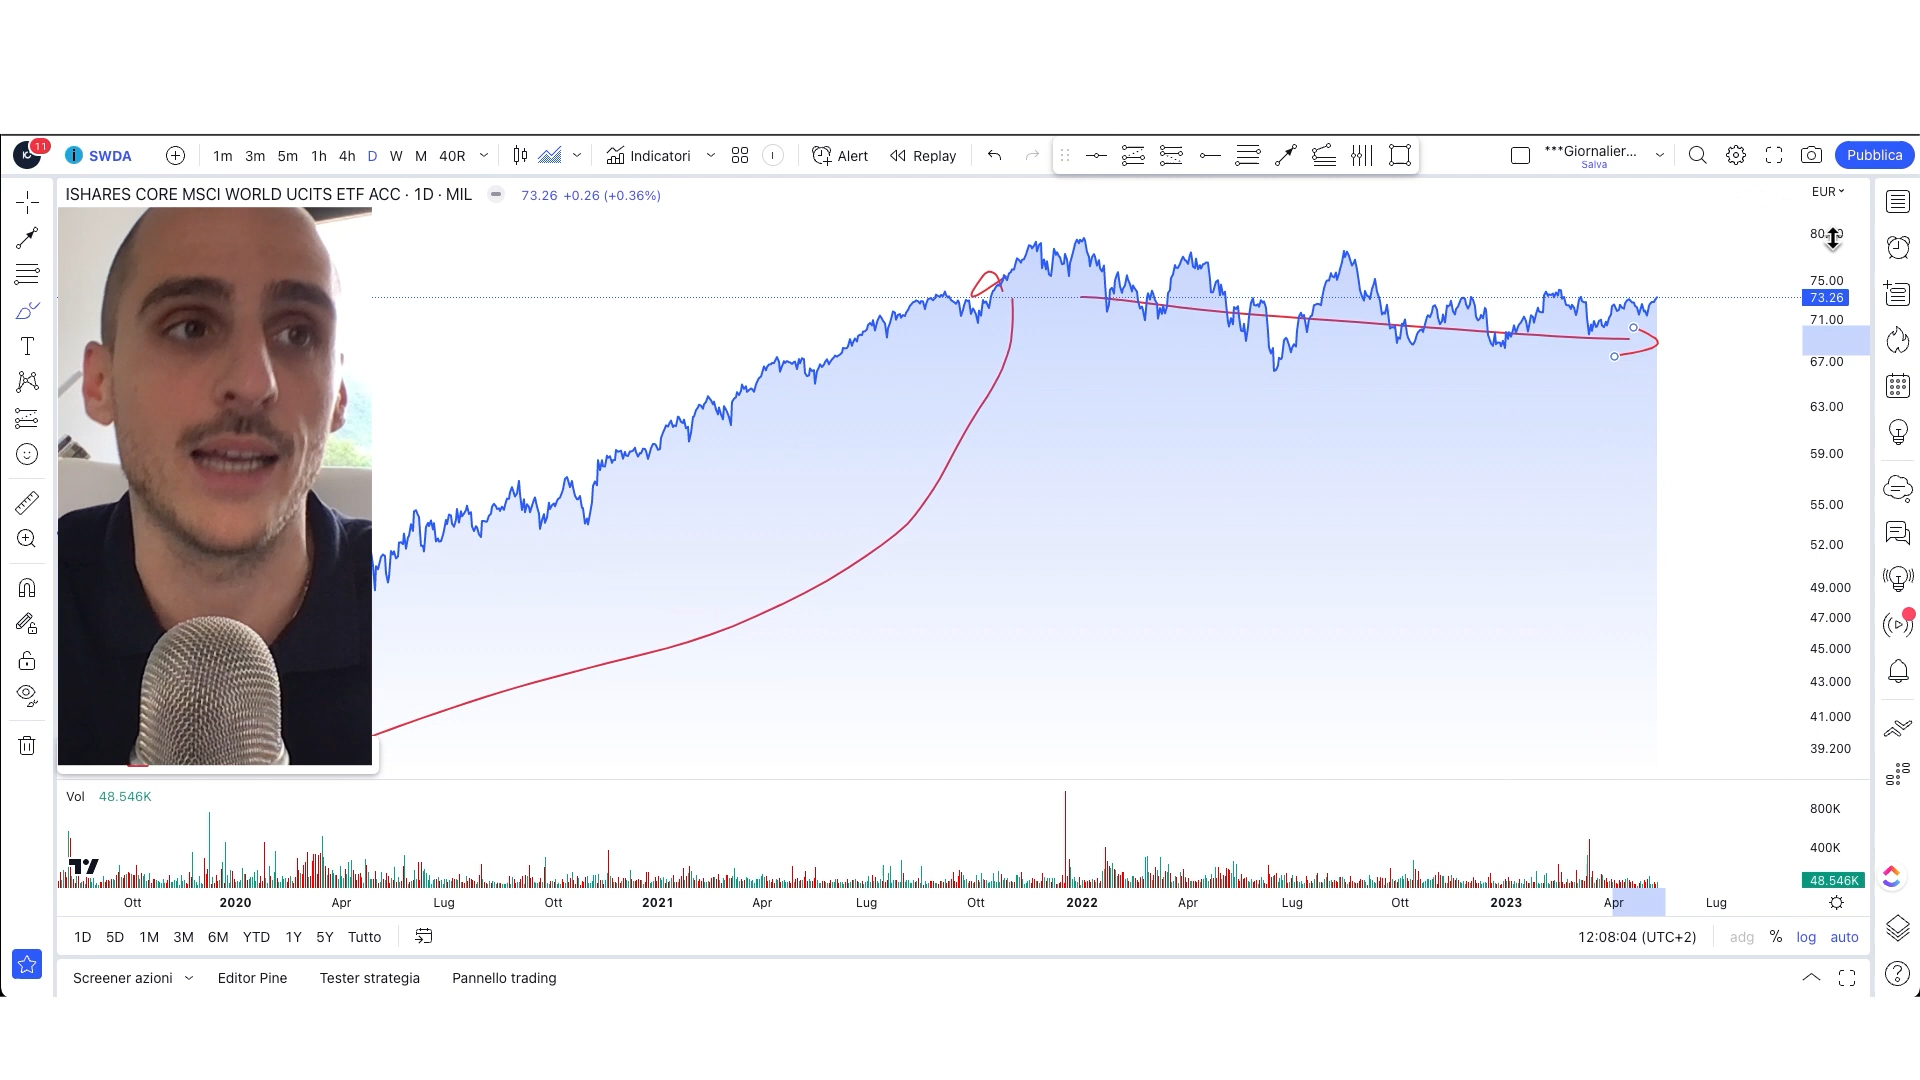 11
SWDA
1m 3m 5m 1h 4h D W M 40R
Indicatori
Alert
Replay
***Giornalier...
Salva
Pubblica
ISHARES CORE MSCI WORLD UCITS ETF ACC · 1D · MIL
73.26 +0.26 (+0.36%)
EUR
75.00
73.26
71.00
67.00
63.00
59.00
55.00
52.00
49.000
47.000
45.000
43.000
41.000
39.200
Vol 48.546K
800K
400K
48.546K
Ott 2020 Apr Lug Ott 2021 Apr Lug Ott 2022 Apr Lug Ott 2023 Apr Lug
1D 5D 1M 3M 6M YTD 1Y 5Y Tutto
12:08:04 (UTC+2) adg % log auto
Screener azioni Editor Pine Tester strategia Pannello trading